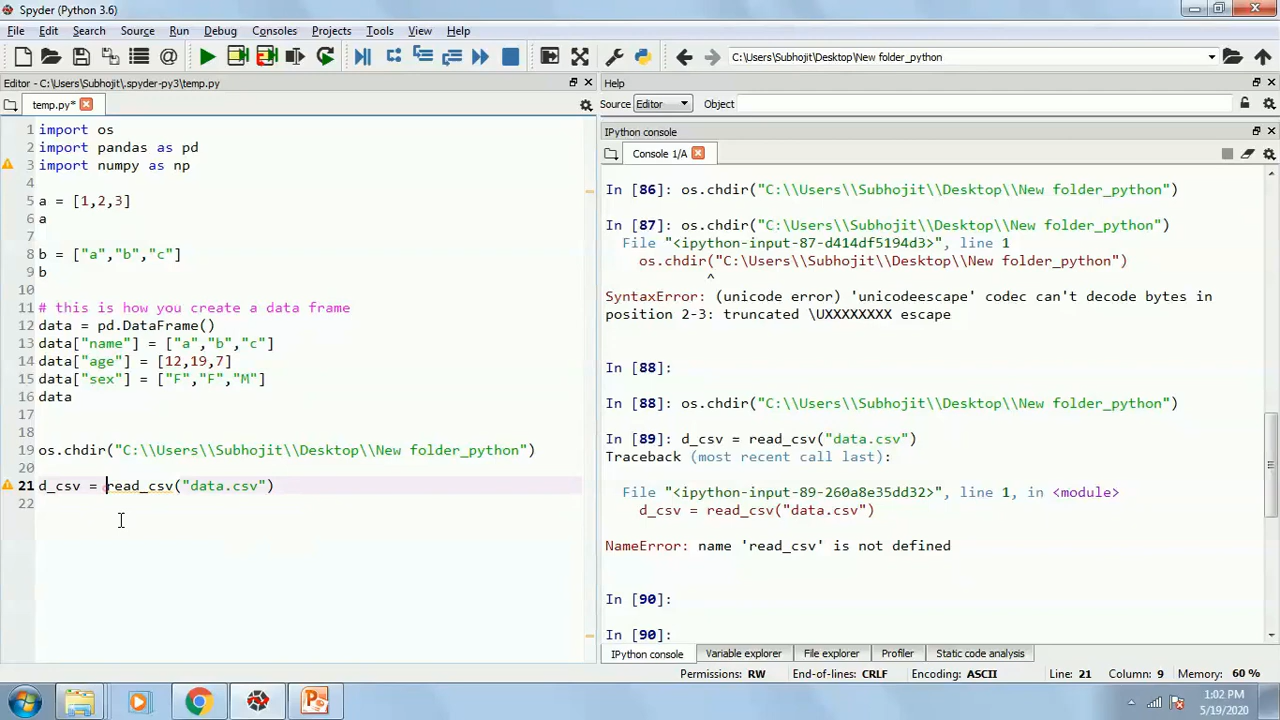 Spyder (Python 3.6)
File Edit Search Source Run Debug Consoles Projects Tools View Help
C:\Users\Subhojit\Desktop\New folder_python
Editor - C:\Users\Subhojit\.spyder-py3\temp.py
temp.py*
1 import os
2 import pandas as pd
3 import numpy as np
4
5 a = [1,2,3]
6 a
7
8 b = ["a","b","c"]
9 b
10
11 # this is how you create a data frame
12 data = pd.DataFrame()
13 data["name"] = ["a","b","c"]
14 data["age"] = [12,19,7]
15 data["sex"] = ["F","F","M"]
16 data
17
18
19 os.chdir("C:\\Users\\Subhojit\\Desktop\\New folder_python")
20
21 d_csv = read_csv("data.csv")
22
Help
Source Editor Object
IPython console
Console 1/A
In [86]: os.chdir("C:\\Users\\Subhojit\\Desktop\\New folder_python")
In [87]: os.chdir("C:\Users\\Subhojit\\Desktop\\New folder_python")
File "<ipython-input-87-d414df5194d3>", line 1
os.chdir("C:\Users\\Subhojit\\Desktop\\New folder_python")
^
SyntaxError: (unicode error) 'unicodeescape' codec can't decode bytes in
position 2-3: truncated \UXXXXXXXX escape
In [88]:
In [88]: os.chdir("C:\\Users\\Subhojit\\Desktop\\New folder_python")
In [89]: d_csv = read_csv("data.csv")
Traceback (most recent call last):
File "<ipython-input-89-260a8e35dd32>", line 1, in <module>
d_csv = read_csv("data.csv")
NameError: name 'read_csv' is not defined
In [90]:
In [90]:
IPython console Variable explorer File explorer Profiler Static code analysis
Permissions: RW End-of-lines: CRLF Encoding: ASCII Line: 21 Column: 9 Memory: 60 %
1:02 PM
5/19/2020